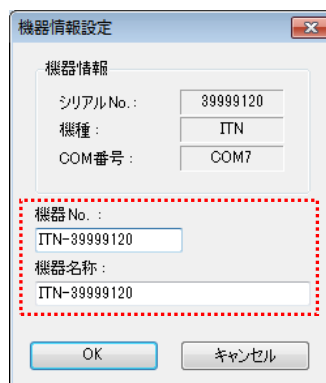 機器情報設定
機器情報
シリアルNo.: 39999120
機種: ITN
COM番号: COM7
機器No. :
ITN-39999120
機器名称:
ITN-39999120
OK キャンセル